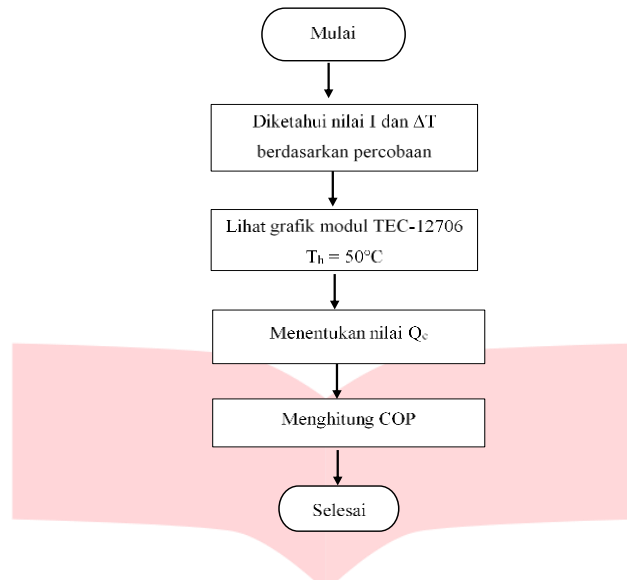 Mulai
Diketahui nilai I dan ΔT
berdasarkan percobaan
Lihat grafik modul TEC-12706
Tₕ = 50°C
Menentukan nilai Q꜀
Menghitung COP
Selesai